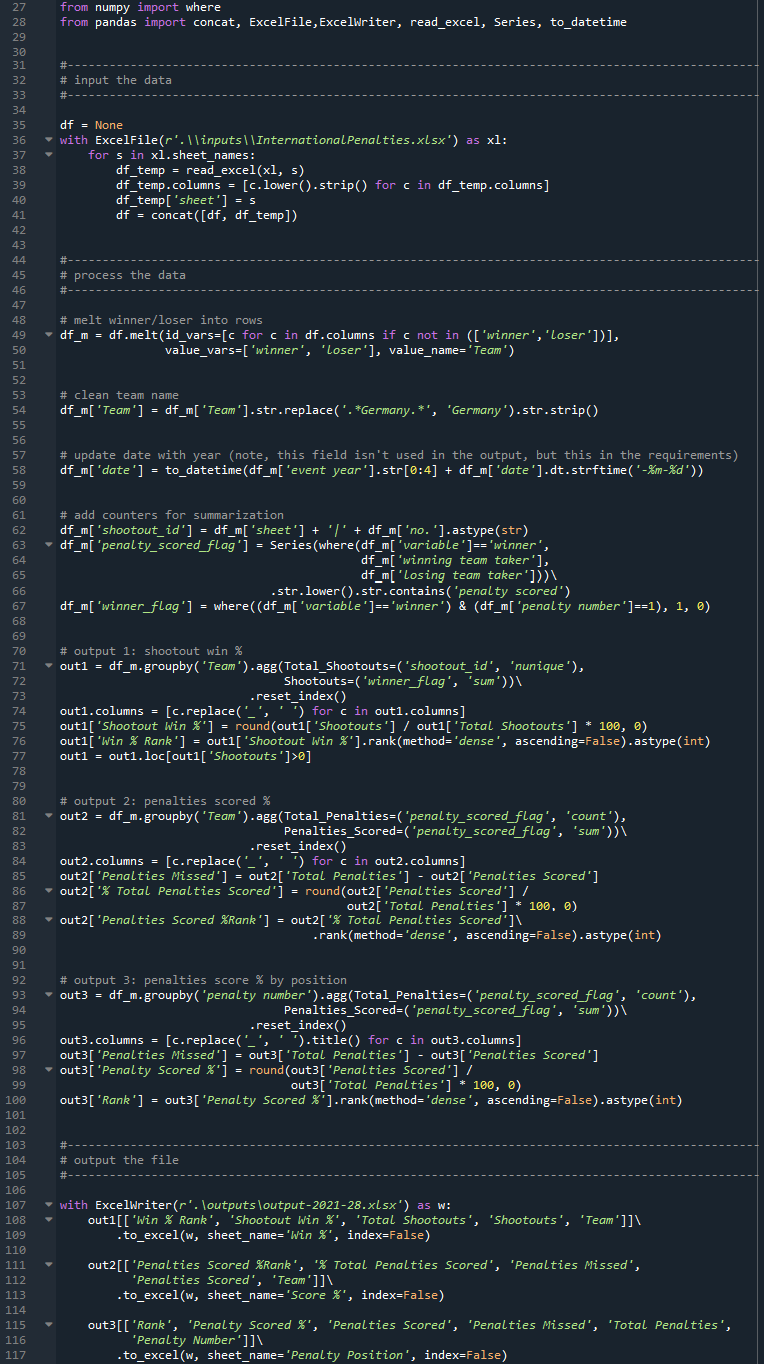 27 from numpy import where
28 from pandas import concat, ExcelFile,ExcelWriter, read_excel, Series, to_datetime
29
30
31 #---------------------------------------------------------------------------------------------------
32 # input the data
33 #---------------------------------------------------------------------------------------------------
34
35 df = None
36 with ExcelFile(r'.\\inputs\\InternationalPenalties.xlsx') as xl:
37     for s in xl.sheet_names:
38         df_temp = read_excel(xl, s)
39         df_temp.columns = [c.lower().strip() for c in df_temp.columns]
40         df_temp['sheet'] = s
41         df = concat([df, df_temp])
42
43
44 #---------------------------------------------------------------------------------------------------
45 # process the data
46 #---------------------------------------------------------------------------------------------------
47
48 # melt winner/loser into rows
49 df_m = df.melt(id_vars=[c for c in df.columns if c not in (['winner','loser'])],
50                value_vars=['winner', 'loser'], value_name='Team')
51
52
53 # clean team name
54 df_m['Team'] = df_m['Team'].str.replace('.*Germany.*', 'Germany').str.strip()
55
56
57 # update date with year (note, this field isn't used in the output, but this in the requirements)
58 df_m['date'] = to_datetime(df_m['event year'].str[0:4] + df_m['date'].dt.strftime('-%m-%d'))
59
60
61 # add counters for summarization
62 df_m['shootout_id'] = df_m['sheet'] + '|' + df_m['no.'].astype(str)
63 df_m['penalty_scored_flag'] = Series(where(df_m['variable']=='winner',
64                                            df_m['winning team taker'],
65                                            df_m['losing team taker']))\
66                               .str.lower().str.contains('penalty scored')
67 df_m['winner_flag'] = where((df_m['variable']=='winner') & (df_m['penalty number']==1), 1, 0)
68
69
70 # output 1: shootout win %
71 out1 = df_m.groupby('Team').agg(Total_Shootouts=('shootout_id', 'nunique'),
72                                 Shootouts=('winner_flag', 'sum'))\
73                            .reset_index()
74 out1.columns = [c.replace('_', ' ') for c in out1.columns]
75 out1['Shootout Win %'] = round(out1['Shootouts'] / out1['Total Shootouts'] * 100, 0)
76 out1['Win % Rank'] = out1['Shootout Win %'].rank(method='dense', ascending=False).astype(int)
77 out1 = out1.loc[out1['Shootouts']>0]
78
79
80 # output 2: penalties scored %
81 out2 = df_m.groupby('Team').agg(Total_Penalties=('penalty_scored_flag', 'count'),
82                                 Penalties_Scored=('penalty_scored_flag', 'sum'))\
83                            .reset_index()
84 out2.columns = [c.replace('_', ' ') for c in out2.columns]
85 out2['Penalties Missed'] = out2['Total Penalties'] - out2['Penalties Scored']
86 out2['% Total Penalties Scored'] = round(out2['Penalties Scored'] /
87                                          out2['Total Penalties'] * 100, 0)
88 out2['Penalties Scored %Rank'] = out2['% Total Penalties Scored']\
89                                     .rank(method='dense', ascending=False).astype(int)
90
91
92 # output 3: penalties score % by position
93 out3 = df_m.groupby('penalty number').agg(Total_Penalties=('penalty_scored_flag', 'count'),
94                                 Penalties_Scored=('penalty_scored_flag', 'sum'))\
95                            .reset_index()
96 out3.columns = [c.replace('_', ' ').title() for c in out3.columns]
97 out3['Penalties Missed'] = out3['Total Penalties'] - out3['Penalties Scored']
98 out3['Penalty Scored %'] = round(out3['Penalties Scored'] /
99                                  out3['Total Penalties'] * 100, 0)
100 out3['Rank'] = out3['Penalty Scored %'].rank(method='dense', ascending=False).astype(int)
101
102
103 #---------------------------------------------------------------------------------------------------
104 # output the file
105 #---------------------------------------------------------------------------------------------------
106
107 with ExcelWriter(r'.\outputs\output-2021-28.xlsx') as w:
108     out1[['Win % Rank', 'Shootout Win %', 'Total Shootouts', 'Shootouts', 'Team']]\
109         .to_excel(w, sheet_name='Win %', index=False)
110
111     out2[['Penalties Scored %Rank', '% Total Penalties Scored', 'Penalties Missed',
112           'Penalties Scored', 'Team']]\
113         .to_excel(w, sheet_name='Score %', index=False)
114
115     out3[['Rank', 'Penalty Scored %', 'Penalties Scored', 'Penalties Missed', 'Total Penalties',
116           'Penalty Number']]\
117         .to_excel(w, sheet_name='Penalty Position', index=False)